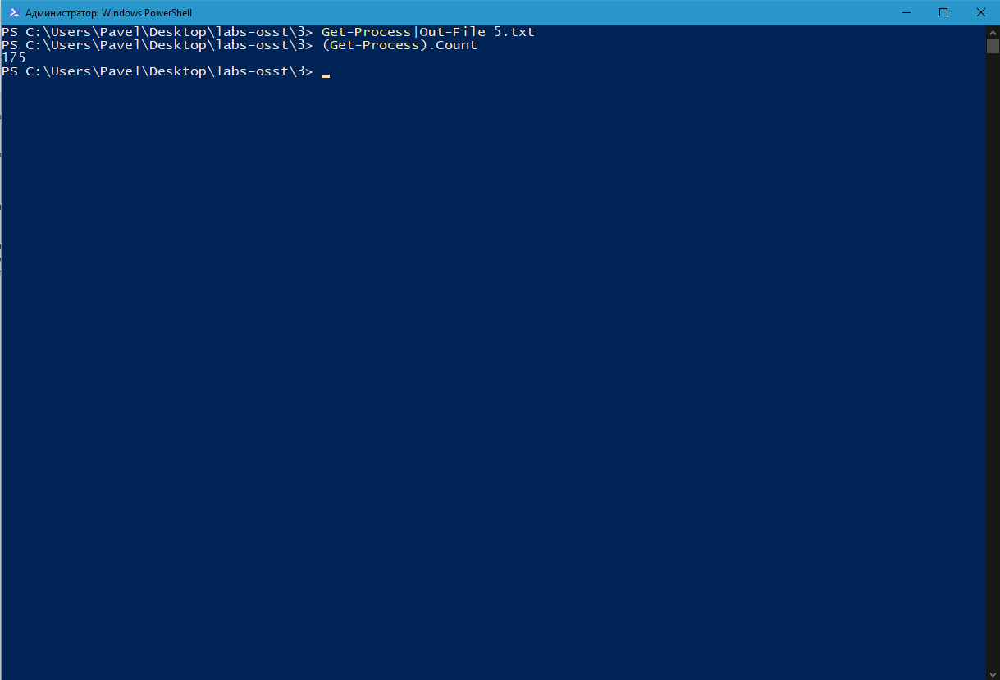 Администратор: Windows PowerShell
PS C:\Users\Pavel\Desktop\labs-osst\3> Get-Process|Out-File 5.txt
PS C:\Users\Pavel\Desktop\labs-osst\3> (Get-Process).Count
175
PS C:\Users\Pavel\Desktop\labs-osst\3>